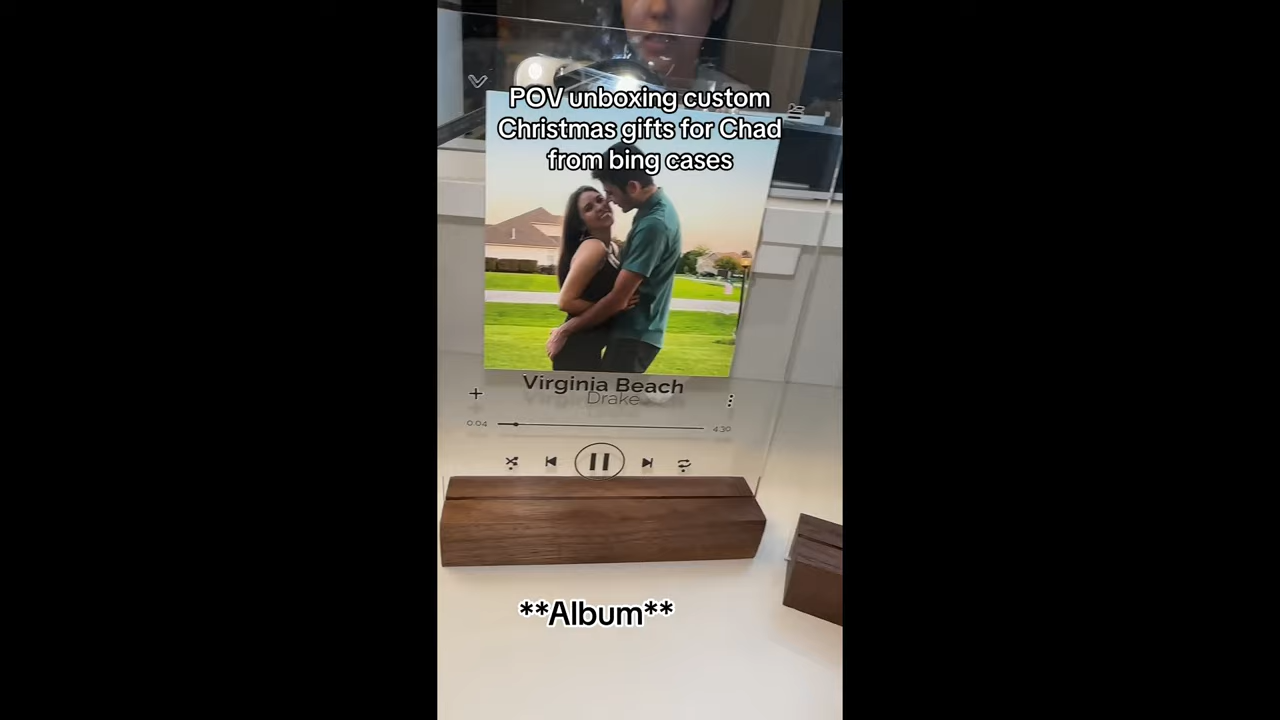 POV unboxing custom
Christmas gifts for Chad
from bing cases
Virginia Beach
Drake
0:04
4:30
**Album**